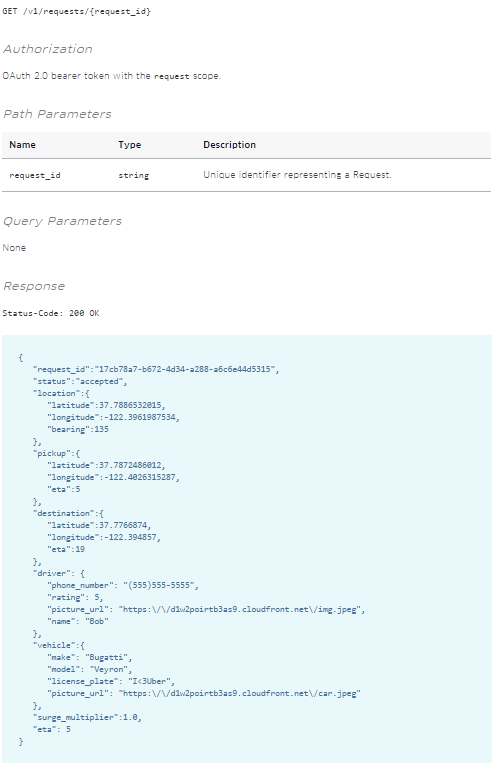 GET /v1/requests/{request_id}
Authorization
OAuth 2.0 bearer token with the request scope.
Path Parameters
Name Type Description
request_id string Unique identifier representing a Request.
Query Parameters
None
Response
Status-Code: 200 OK
{
"request_id":"17cb78a7-b672-4d34-a288-a6c6e44d5315",
"status":"accepted",
"location":{
"latitude":37.7886532015,
"longitude":-122.3961987534,
"bearing":135
},
"pickup":{
"latitude":37.7872486012,
"longitude":-122.4026315287,
"eta":5
},
"destination":{
"latitude":37.7766874,
"longitude":-122.394857,
"eta":19
},
"driver": {
"phone_number": "(555)555-5555",
"rating": 5,
"picture_url": "https:\/\/d1w2poirtb3as9.cloudfront.net\/img.jpeg",
"name": "Bob"
},
"vehicle":{
"make": "Bugatti",
"model": "Veyron",
"license_plate": "I<3Uber",
"picture_url": "https:\/\/d1w2poirtb3as9.cloudfront.net\/car.jpeg"
},
"surge_multiplier":1.0,
"eta": 5
}